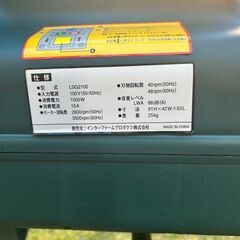 仕様
●型 式 LSG2100
●入力電源 100V(50/60Hz)
●消費電力 1500W
●消費電流 15A
●モーター回転数 2900rpm(50Hz)
3500rpm(60Hz)
●刃物回転数 40rpm(50Hz)
48rpm(60Hz)
●音量レベル
LWA 86dB(A)
●寸 法 91H×42W×63L
●重 量 25kg
発売元:インターファームプロダクツ株式会社
MADE IN CHINA